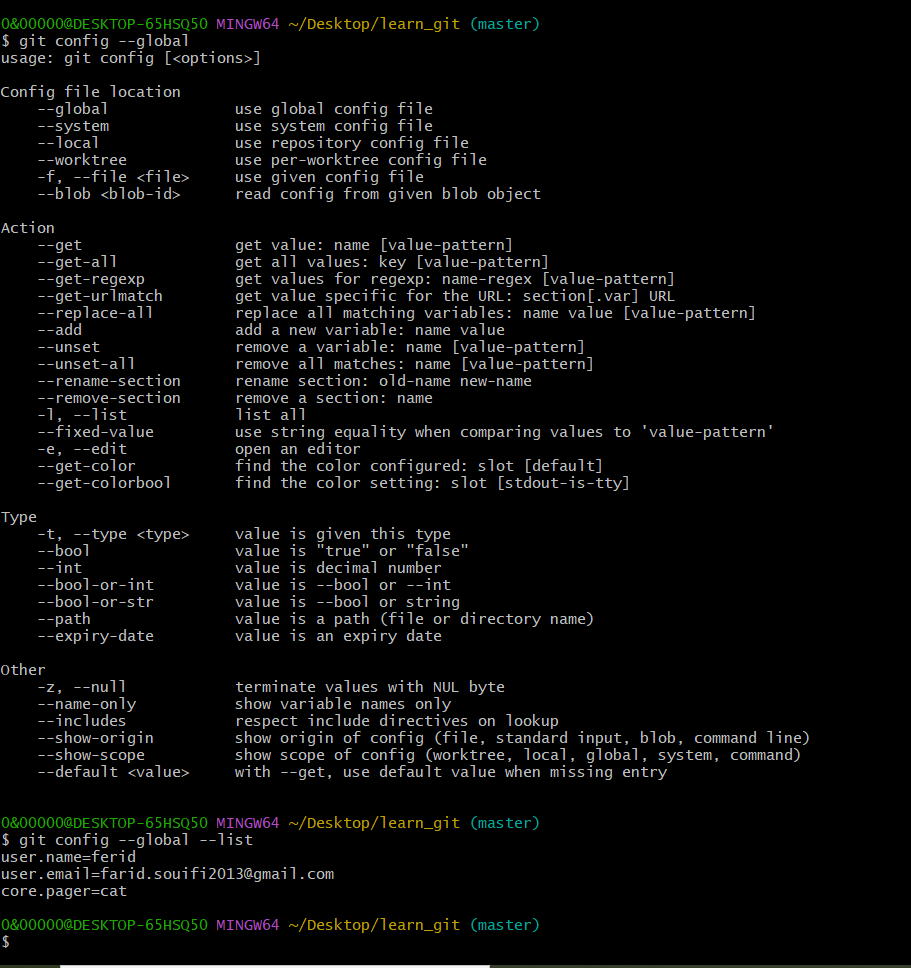 0&00000@DESKTOP-65HSQ50 MINGW64 ~/Desktop/learn_git (master)
$ git config --global
usage: git config [<options>]

Config file location
    --global              use global config file
    --system              use system config file
    --local               use repository config file
    --worktree            use per-worktree config file
    -f, --file <file>     use given config file
    --blob <blob-id>      read config from given blob object

Action
    --get                 get value: name [value-pattern]
    --get-all             get all values: key [value-pattern]
    --get-regexp          get values for regexp: name-regex [value-pattern]
    --get-urlmatch        get value specific for the URL: section[.var] URL
    --replace-all         replace all matching variables: name value [value-pattern]
    --add                 add a new variable: name value
    --unset               remove a variable: name [value-pattern]
    --unset-all           remove all matches: name [value-pattern]
    --rename-section      rename section: old-name new-name
    --remove-section      remove a section: name
    -l, --list            list all
    --fixed-value         use string equality when comparing values to 'value-pattern'
    -e, --edit            open an editor
    --get-color           find the color configured: slot [default]
    --get-colorbool       find the color setting: slot [stdout-is-tty]

Type
    -t, --type <type>     value is given this type
    --bool                value is "true" or "false"
    --int                 value is decimal number
    --bool-or-int         value is --bool or --int
    --bool-or-str         value is --bool or string
    --path                value is a path (file or directory name)
    --expiry-date         value is an expiry date

Other
    -z, --null            terminate values with NUL byte
    --name-only           show variable names only
    --includes            respect include directives on lookup
    --show-origin         show origin of config (file, standard input, blob, command line)
    --show-scope          show scope of config (worktree, local, global, system, command)
    --default <value>     with --get, use default value when missing entry

0&00000@DESKTOP-65HSQ50 MINGW64 ~/Desktop/learn_git (master)
$ git config --global --list
user.name=ferid
user.email=farid.souifi2013@gmail.com
core.pager=cat

0&00000@DESKTOP-65HSQ50 MINGW64 ~/Desktop/learn_git (master)
$